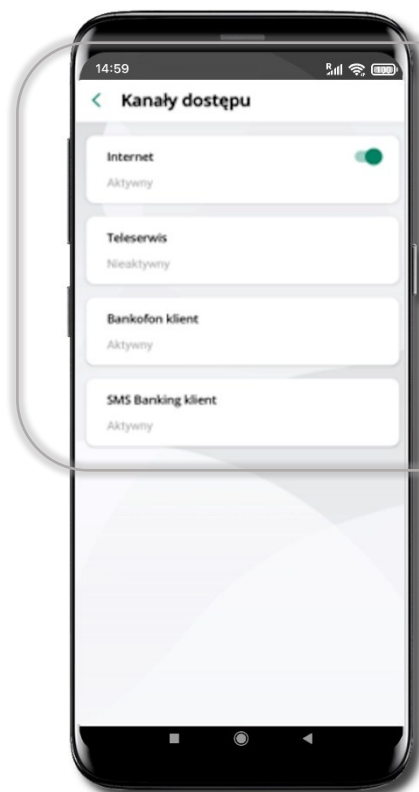 14:59
Kanały dostępu
Internet
Aktywny
Teleserwis
Nieaktywny
Bankofon klient
Aktywny
SMS Banking klient
Aktywny